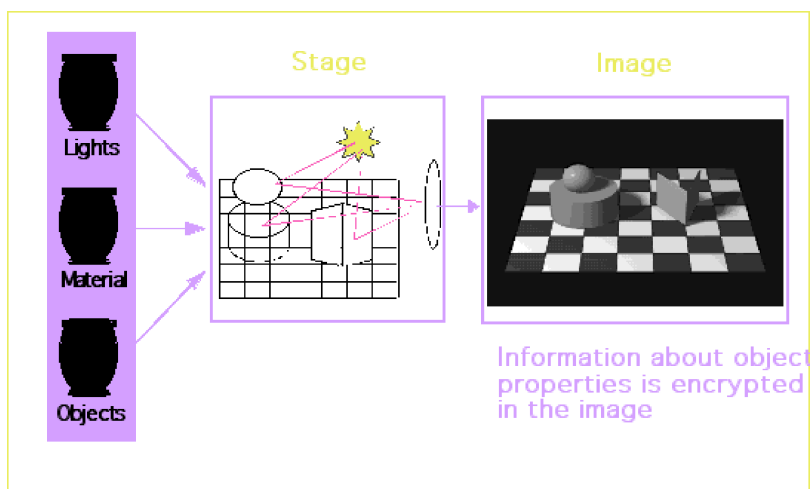 Stage
Image
Lights
Material
Objects
Information about object
properties is encrypted
in the image